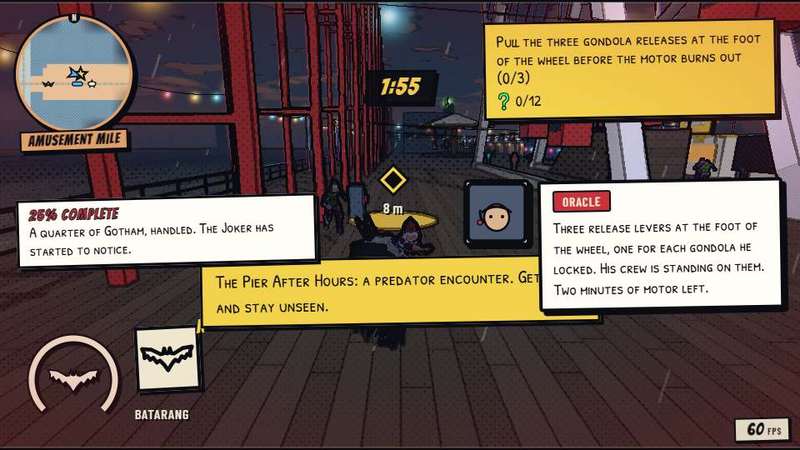 N
AMUSEMENT MILE
1:55
PULL THE THREE GONDOLA RELEASES AT THE FOOT
OF THE WHEEL BEFORE THE MOTOR BURNS OUT
(0/3)
? 0/12
8 m
25% COMPLETE
A QUARTER OF GOTHAM, HANDLED. THE JOKER HAS
STARTED TO NOTICE.
ORACLE
THREE RELEASE LEVERS AT THE FOOT OF
THE WHEEL, ONE FOR EACH GONDOLA HE
LOCKED. HIS CREW IS STANDING ON THEM.
TWO MINUTES OF MOTOR LEFT.
THE PIER AFTER HOURS: A PREDATOR ENCOUNTER. GET
AND STAY UNSEEN.
BATARANG
60 FPS